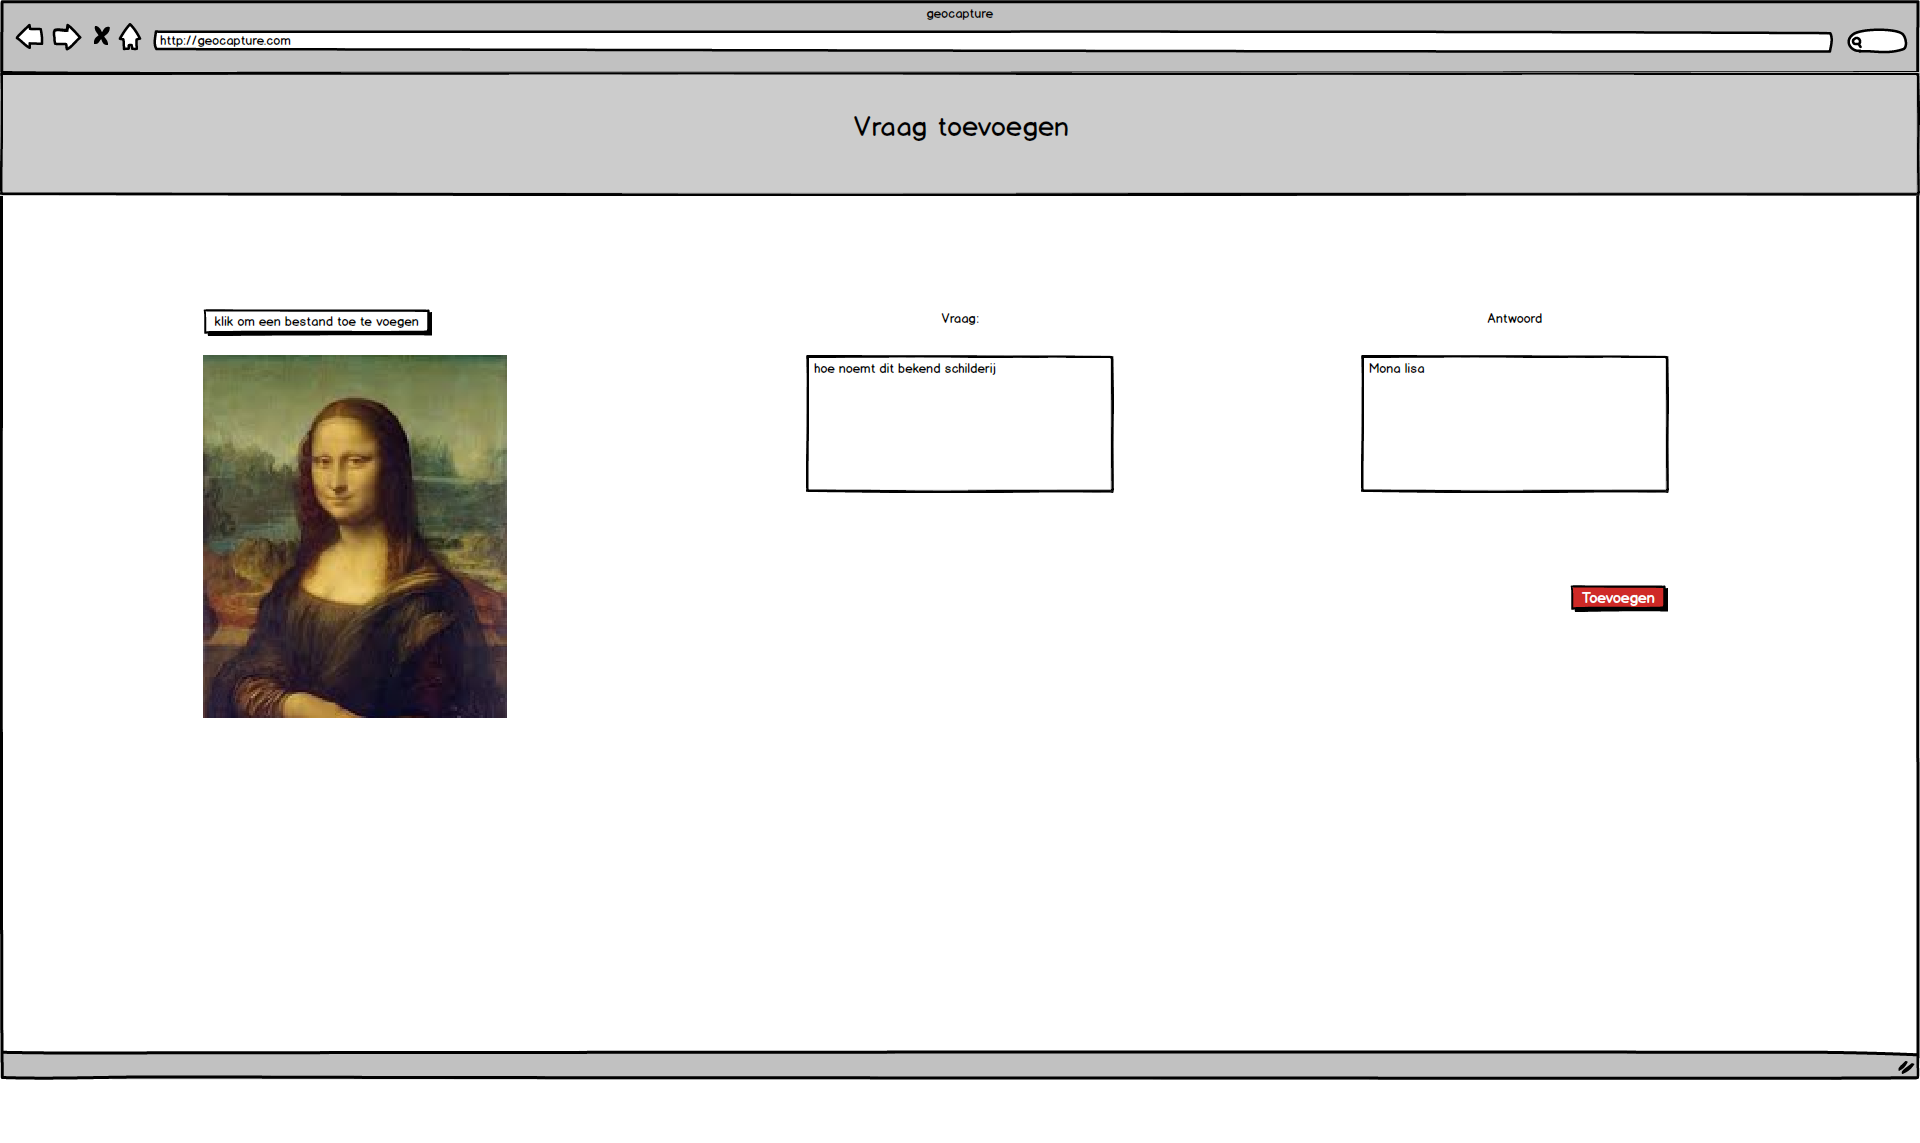 geocapture
http://geocapture.com
Vraag toevoegen
klik om een bestand toe te voegen
Vraag:
Antwoord
hoe noemt dit bekend schilderij
Mona lisa
Toevoegen